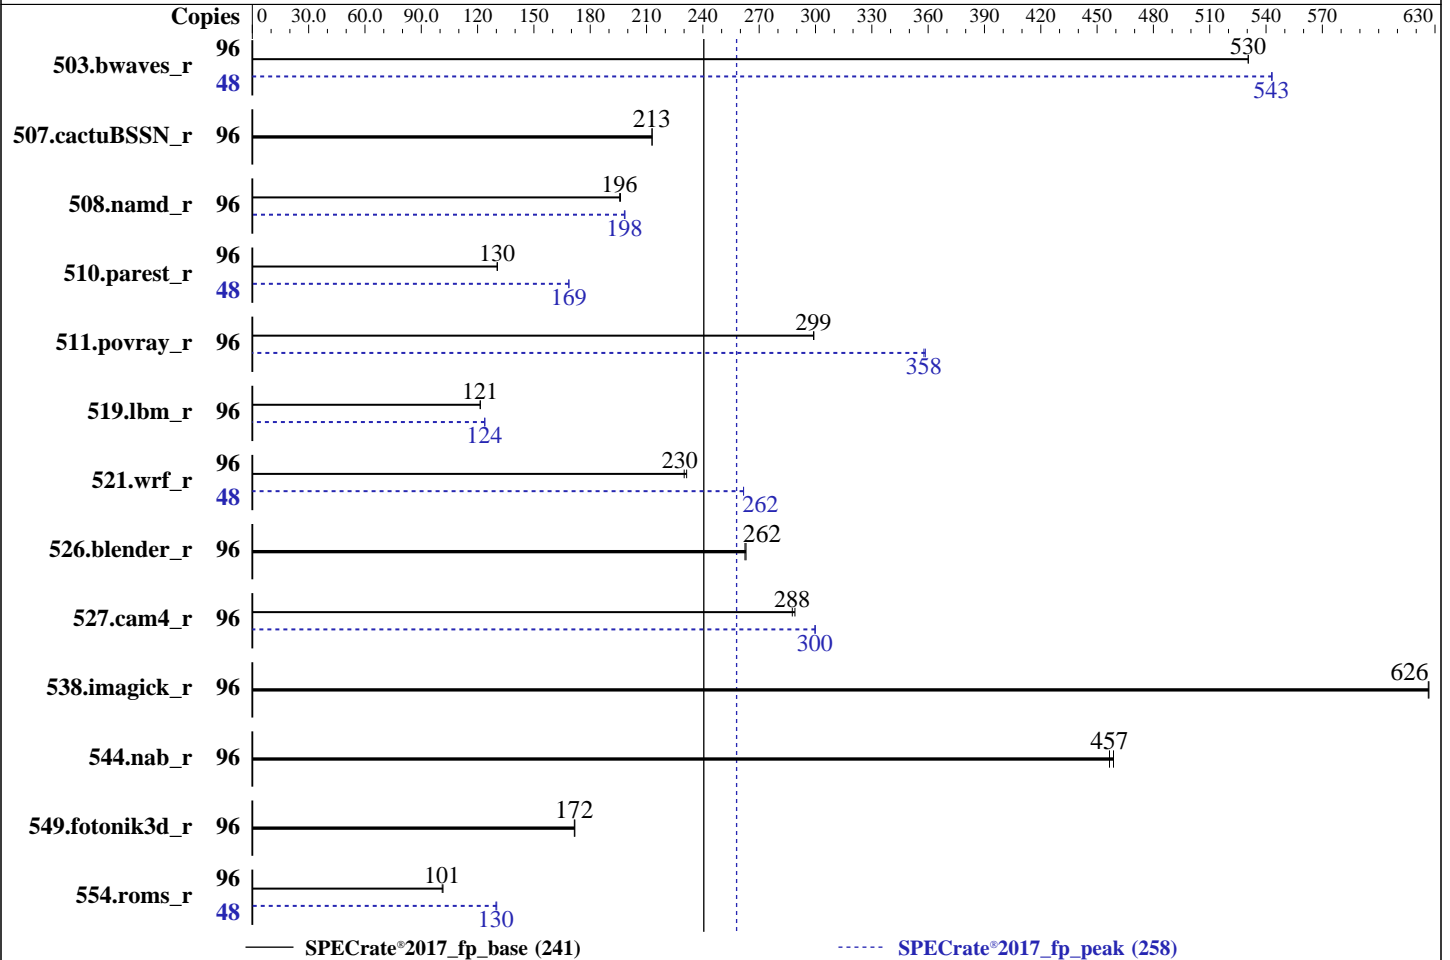 Copies 0 30.0 60.0 90.0 120 150 180 210 240 270 300 330 360 390 420 450 480 510 540 570 630
503.bwaves_r 96 530
48 543
507.cactuBSSN_r 96 213
508.namd_r 96 196
198
510.parest_r 96 130
48 169
511.povray_r 96 299
358
519.lbm_r 96 121
124
521.wrf_r 96 230
48 262
526.blender_r 96 262
527.cam4_r 96 288
300
538.imagick_r 96 626
544.nab_r 96 457
549.fotonik3d_r 96 172
554.roms_r 96 101
48 130
SPECrate®2017_fp_base (241) SPECrate®2017_fp_peak (258)